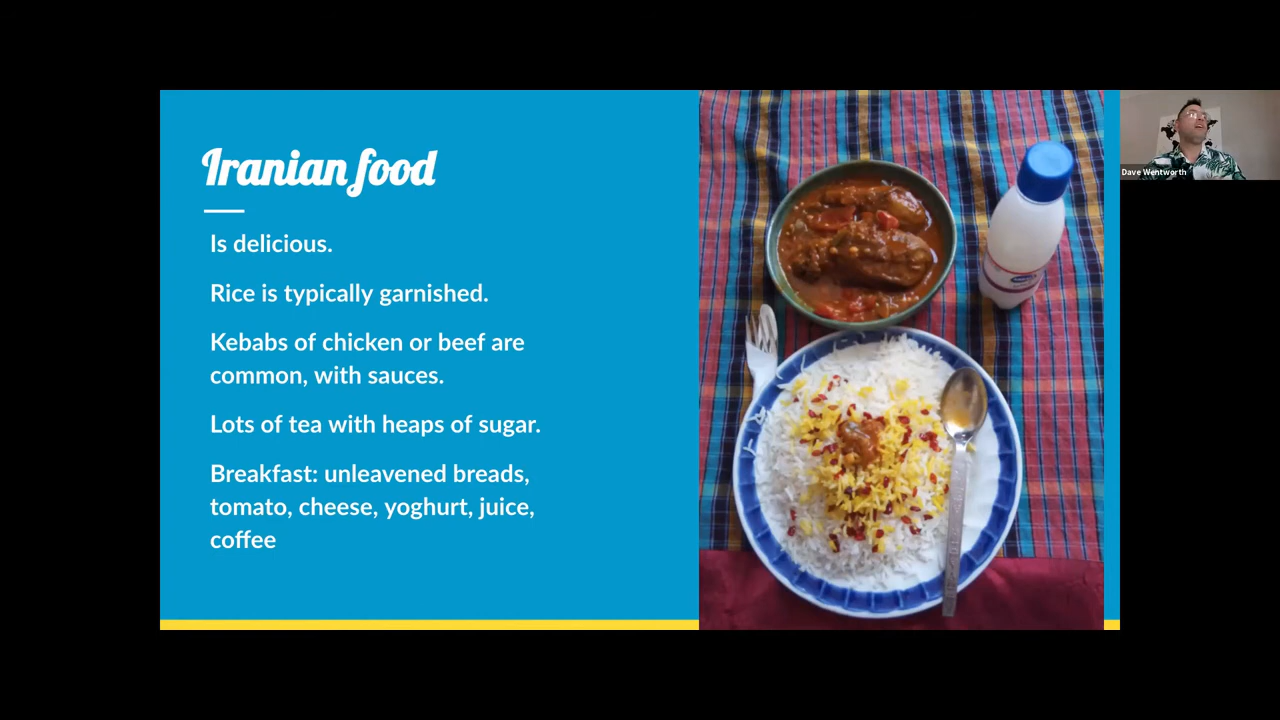 Iranian food
Is delicious.
Rice is typically garnished.
Kebabs of chicken or beef are
common, with sauces.
Lots of tea with heaps of sugar.
Breakfast: unleavened breads,
tomato, cheese, yoghurt, juice,
coffee
Dave Wentworth